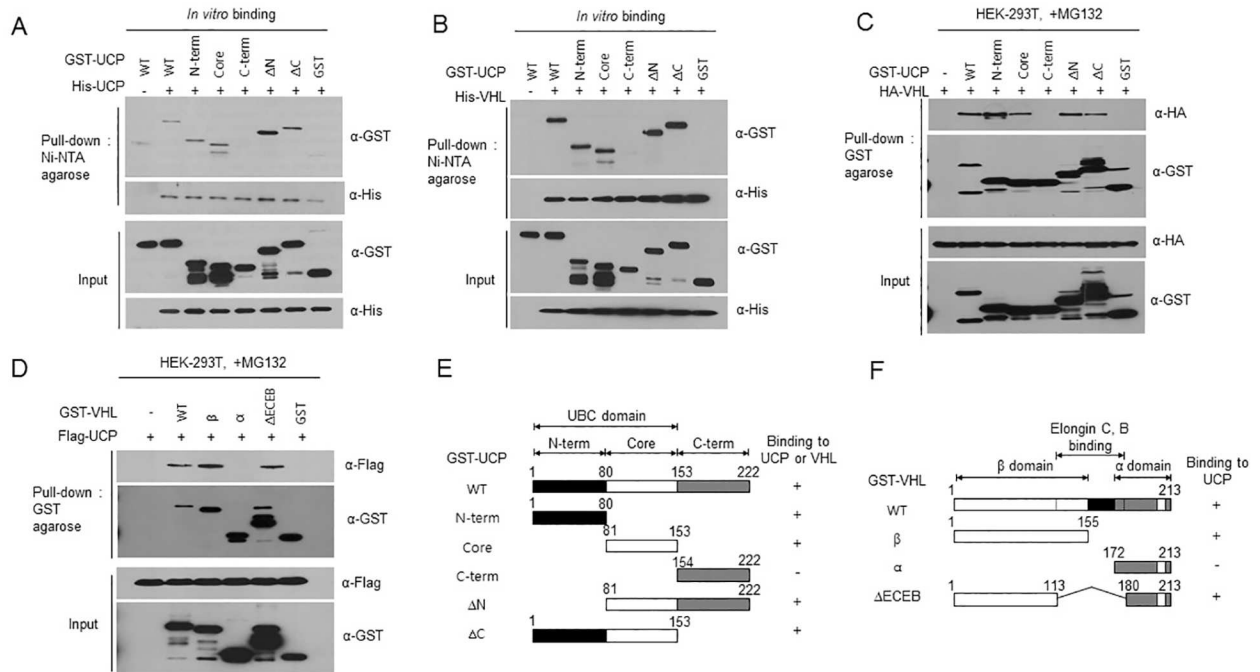 A
In vitro binding
GST-UCP - WT WT N-term Core C-term ΔN ΔC GST
His-UCP - + + + + + + +
Pull-down :
Ni-NTA
agarose
α-GST
α-His
Input
α-GST
α-His
B
In vitro binding
GST-UCP WT WT N-term Core C-term ΔN ΔC GST
His-VHL - + + + + + + +
Pull-down :
Ni-NTA
agarose
α-GST
α-His
Input
α-GST
α-His
C
HEK-293T, +MG132
GST-UCP - WT N-term Core C-term ΔN ΔC GST
HA-VHL + + + + + + + +
Pull-down :
GST
agarose
α-HA
α-GST
Input
α-HA
α-GST
D
HEK-293T, +MG132
GST-VHL - WT β α ΔECEB GST
Flag-UCP + + + + + +
Pull-down :
GST
agarose
α-Flag
α-GST
Input
α-Flag
α-GST
E
UBC domain
N-term Core C-term Binding to
UCP or VHL
GST-UCP
1 80 153 222
WT +
1 80
N-term +
81 153
Core +
154 222
C-term -
81 222
ΔN +
1 153
ΔC +
F
Elongin C, B
binding
β domain α domain Binding to
UCP
GST-VHL
1 213
WT +
1 155
β +
172 213
α -
1 113 180 213
ΔECEB +